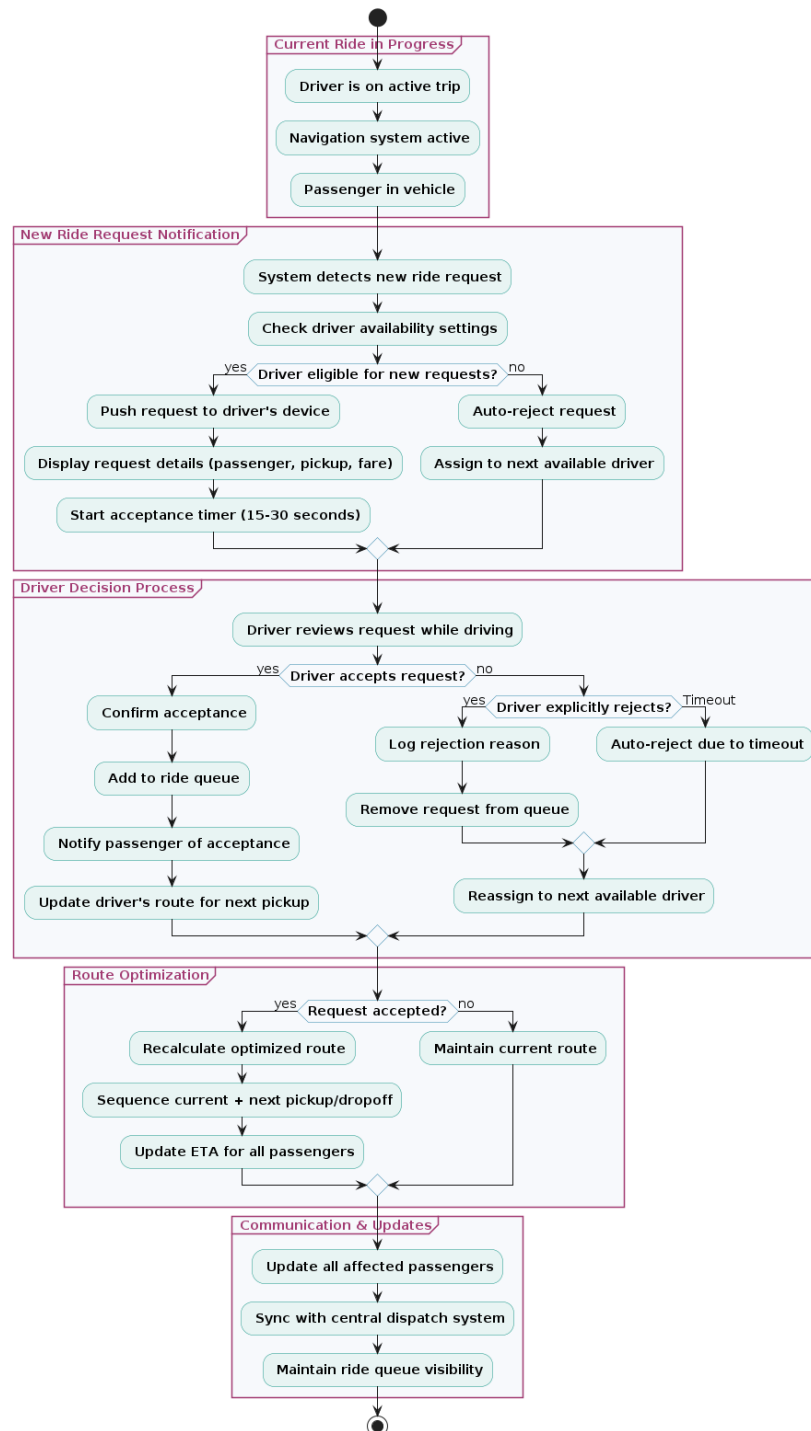 Current Ride in Progress
Driver is on active trip
Navigation system active
Passenger in vehicle
New Ride Request Notification
System detects new ride request
Check driver availability settings
yes
Driver eligible for new requests?
no
Push request to driver's device
Auto-reject request
Display request details (passenger, pickup, fare)
Assign to next available driver
Start acceptance timer (15-30 seconds)
Driver Decision Process
Driver reviews request while driving
yes
Driver accepts request?
no
Confirm acceptance
yes
Driver explicitly rejects?
Timeout
Log rejection reason
Auto-reject due to timeout
Add to ride queue
Remove request from queue
Notify passenger of acceptance
Update driver's route for next pickup
Reassign to next available driver
Route Optimization
yes
Request accepted?
no
Recalculate optimized route
Maintain current route
Sequence current + next pickup/dropoff
Update ETA for all passengers
Communication & Updates
Update all affected passengers
Sync with central dispatch system
Maintain ride queue visibility